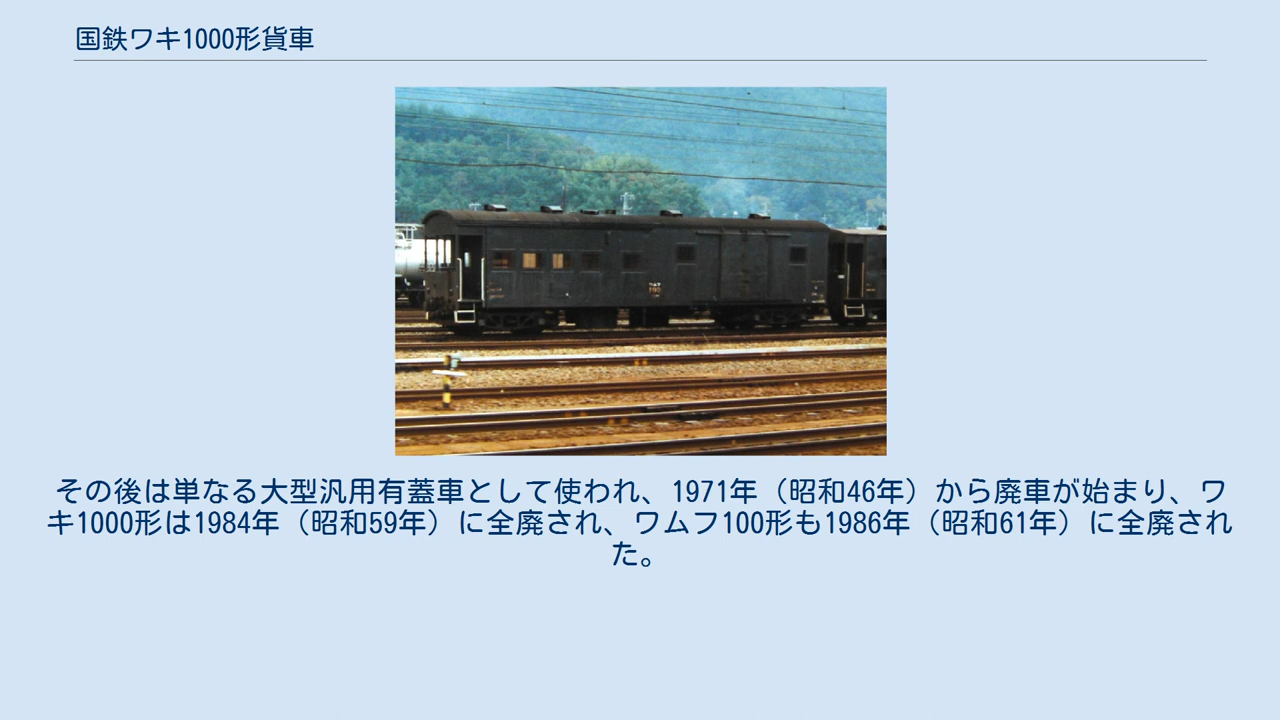 国鉄ワキ1000形貨車
その後は単なる大型汎用有蓋車として使われ、1971年（昭和46年）から廃車が始まり、ワ
キ1000形は1984年（昭和59年）に全廃され、ワムフ100形も1986年（昭和61年）に全廃され
た。